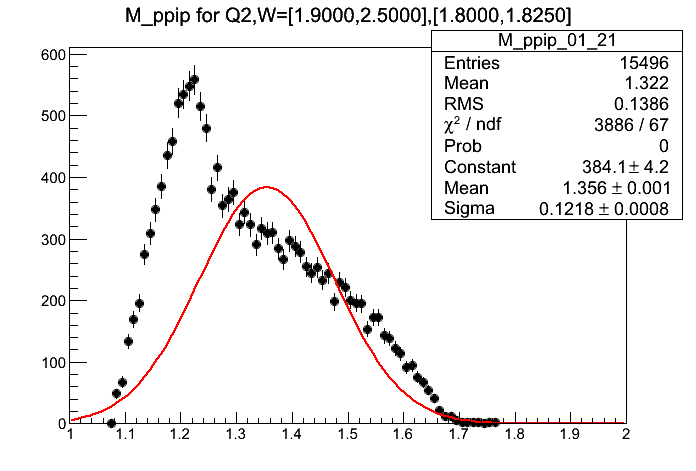 M_ppip for Q2,W=[1.9000,2.5000],[1.8000,1.8250]
M_ppip_01_21
Entries 15496
Mean 1.322
RMS 0.1386
χ² / ndf 3886 / 67
Prob 0
Constant 384.1 ± 4.2
Mean 1.356 ± 0.001
Sigma 0.1218 ± 0.0008
600
500
400
300
200
100
0
1 1.1 1.2 1.3 1.4 1.5 1.6 1.7 1.8 1.9 2